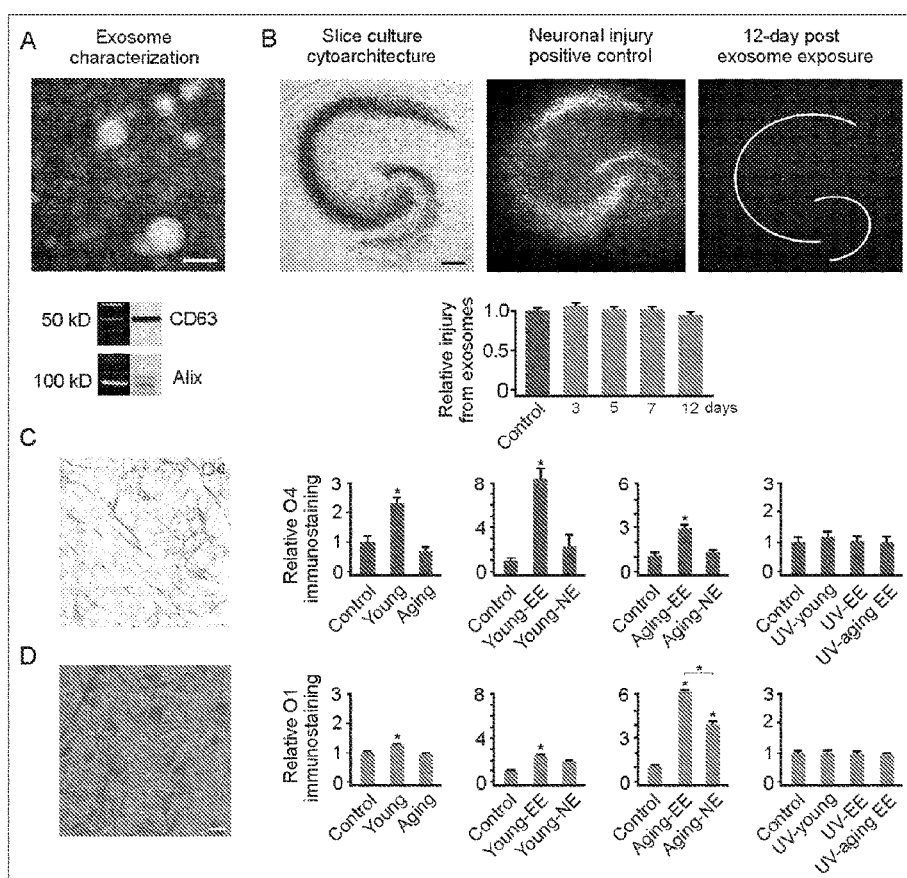 A
Exosome
characterization
B
Slice culture
cytoarchitecture
Neuronal injury
positive control
12-day post
exosome exposure
50 kD
CD63
100 kD
Alix
Relative injury
from exosomes
1.0
0.5
0
Control
3
5
7
12 days
C
O4
Relative O4
immunostaining
3
2
1
0
Control
Young
Aging
8
4
0
Control
Young-EE
Young-NE
6
3
0
Control
Aging-EE
Aging-NE
3
2
1
0
Control
UV-young
UV-EE
UV-aging EE
D
Relative O1
immunostaining
3
2
1
0
Control
Young
Aging
8
4
2
0
Control
Young-EE
Young-NE
6
4
2
0
Control
Aging-EE
Aging-NE
3
2
1
0
Control
UV-young
UV-EE
UV-aging EE